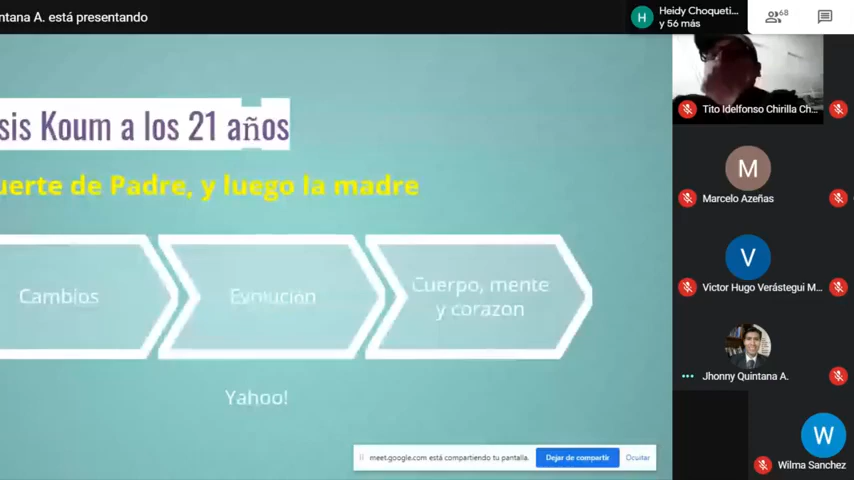 ntana A. está presentando
Heidy Choqueti...
y 56 más
68
H
sis Koum a los 21 años
uerte de Padre, y luego la madre
Cambios
Evolución
Cuerpo, mente
y corazon
Yahoo!
meet.google.com está compartiendo tu pantalla.
Dejar de compartir
Ocultar
Tito Idelfonso Chirilla Ch...
M
Marcelo Azeñas
V
Victor Hugo Verástegui M...
Jhonny Quintana A.
W
Wilma Sanchez